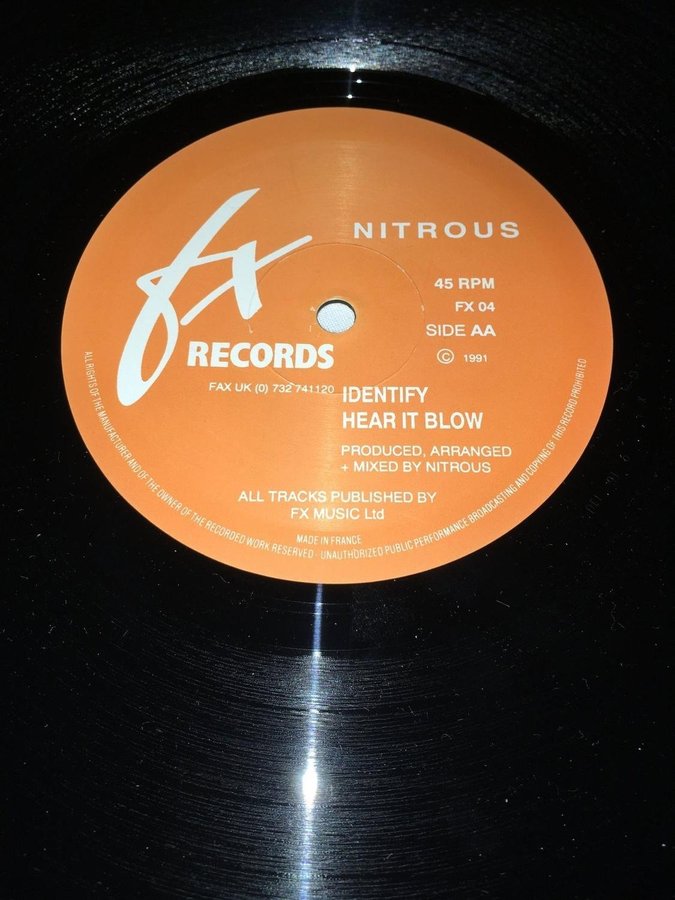 fx
RECORDS
FAX UK (0) 732 741120
NITROUS
45 RPM
FX 04
SIDE AA
© 1991
IDENTIFY
HEAR IT BLOW
PRODUCED, ARRANGED
+ MIXED BY NITROUS
ALL TRACKS PUBLISHED BY
FX MUSIC Ltd
MADE IN FRANCE
ALL RIGHTS OF THE MANUFACTURER AND OF THE OWNER OF THE RECORDED WORK RESERVED - UNAUTHORIZED PUBLIC PERFORMANCE BROADCASTING AND COPYING OF THIS RECORD PROHIBITED